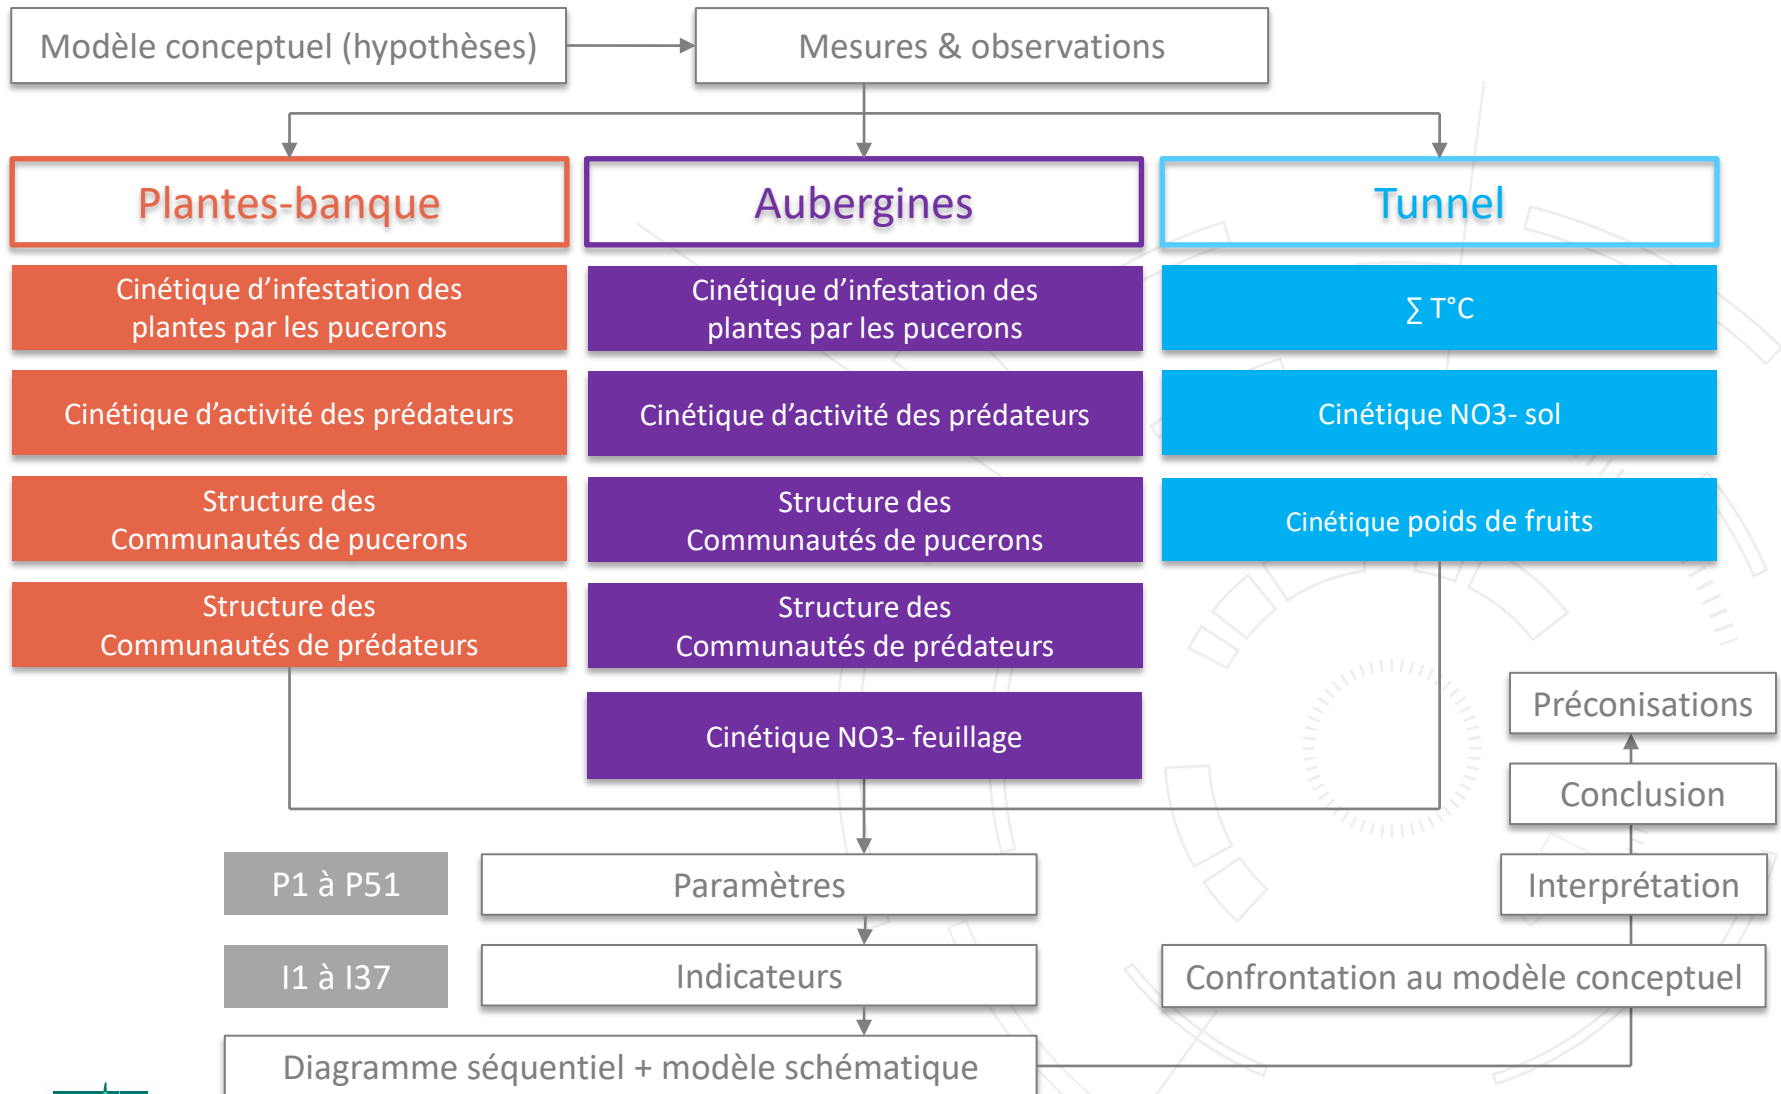 Modèle conceptuel (hypothèses)
Mesures & observations
Plantes-banque
Cinétique d'infestation des
plantes par les pucerons
Cinétique d'activité des prédateurs
Structure des
Communautés de pucerons
Structure des
Communautés de prédateurs
Aubergines
Cinétique d'infestation des
plantes par les pucerons
Cinétique d'activité des prédateurs
Structure des
Communautés de pucerons
Structure des
Communautés de prédateurs
Cinétique NO3- feuillage
Tunnel
∑ T°C
Cinétique NO3- sol
Cinétique poids de fruits
P1 à P51
Paramètres
I1 à I37
Indicateurs
Diagramme séquentiel + modèle schématique
Confrontation au modèle conceptuel
Interprétation
Conclusion
Préconisations